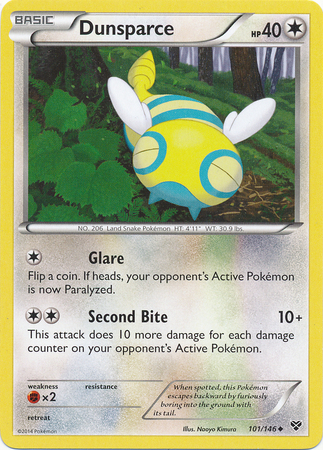 BASIC
Dunsparce
HP40
NO. 206 Land Snake Pokémon HT: 4'11" WT: 30.9 lbs.
Glare
Flip a coin. If heads, your opponent's Active Pokémon
is now Paralyzed.
Second Bite 10+
This attack does 10 more damage for each damage
counter on your opponent's Active Pokémon.
weakness resistance
×2
retreat cost
When spotted, this Pokémon
escapes backward by furiously
boring into the ground with
its tail.
©2014 Pokémon
Illus. Naoyo Kimura
101/146
XY